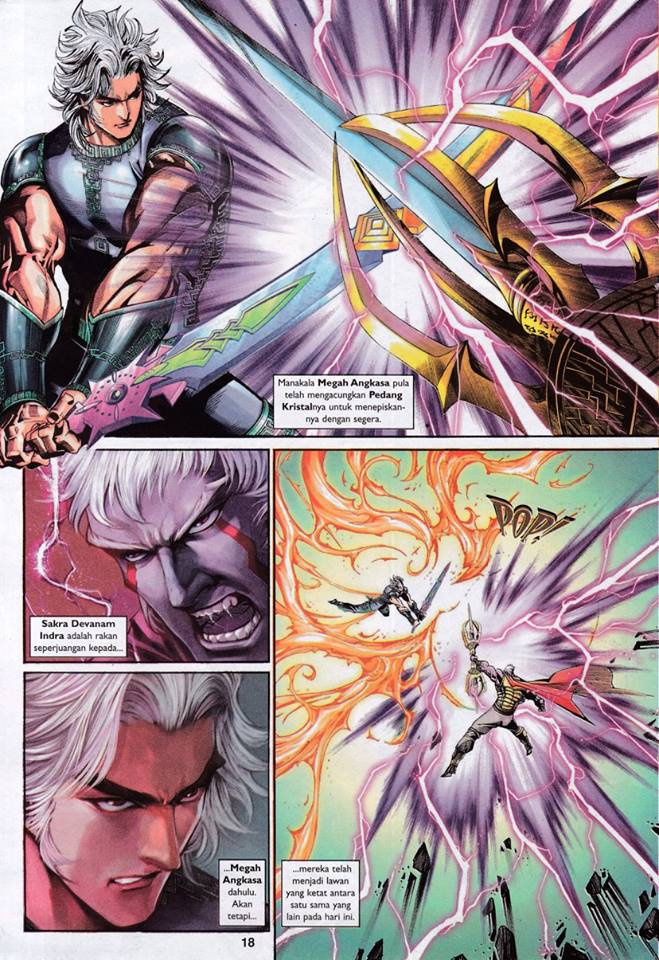 Manakala Megah Angkasa pula
telah mengacungkan Pedang
Kristalnya untuk menepiskan-
nya dengan segera.
POP!
Sakra Devanam
Indra adalah rakan
seperjuangan kepada...
...Megah
Angkasa
dahulu.
Akan
tetapi...
...mereka telah
menjadi lawan
yang ketat antara
satu sama yang
lain pada hari ini.
18